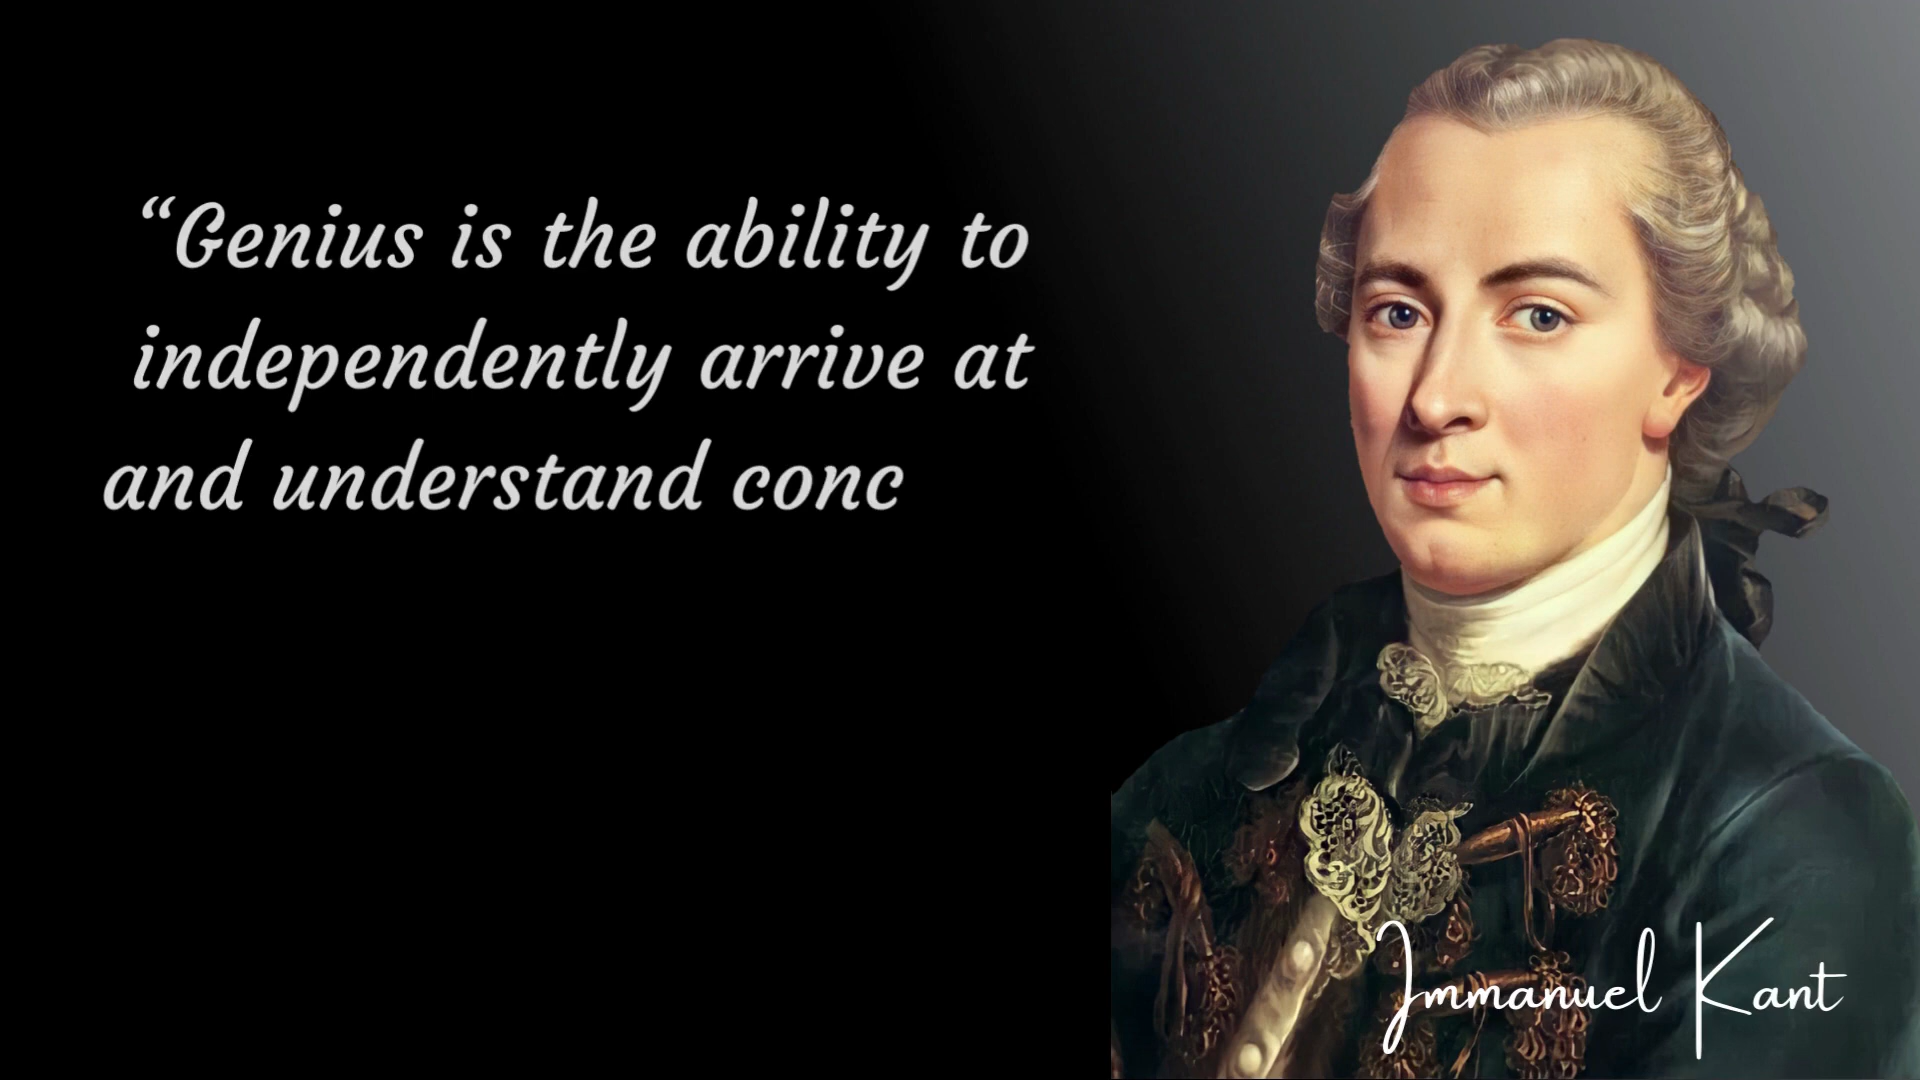 “Genius is the ability to
independently arrive at
and understand conc
Immanuel Kant